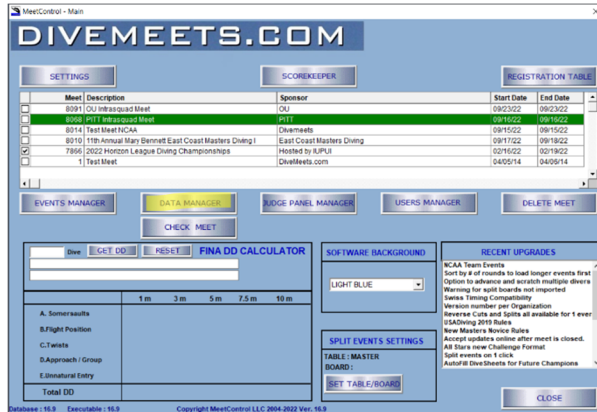 MeetControl - Main
DIVEMEETS.COM
SETTINGS SCOREKEEPER REGISTRATION TABLE
Meet Description Sponsor Start Date End Date
8091 OU Intrasquad Meet OU 09/23/22 09/23/22
8068 PITT Intrasquad Meet PITT 09/16/22 09/16/22
8014 Test Meet NCAA Divemeets 09/15/22 09/15/22
8010 11th Annual Mary Bennett East Coast Masters Diving I East Coast Masters Diving 09/17/22 09/18/22
7866 2022 Horizon League Diving Championships Hosted by IUPUI 02/16/22 02/19/22
1 Test Meet DiveMeets.com 04/05/14 04/06/14
EVENTS MANAGER DATA MANAGER JUDGE PANEL MANAGER USERS MANAGER DELETE MEET
CHECK MEET
Dive GET DD RESET FINA DD CALCULATOR
1 m 3 m 5 m 7.5 m 10 m
A. Somersaults
B.Flight Position
C.Twists
D.Approach / Group
E.Unnatural Entry
Total DD
SOFTWARE BACKGROUND
LIGHT BLUE
SPLIT EVENTS SETTINGS
TABLE : MASTER
BOARD :
SET TABLE/BOARD
RECENT UPGRADES
NCAA Team Events
Sort by # of rounds to load longer events first
Option to advance and scratch multiple divers
Warning for split boards not imported
Swiss Timing Compatibility
Version number per Organization
Reverse Cuts and Splits all available for 1 ever
USADiving 2019 Rules
New Masters Novice Rules
Accept updates online after meet is closed.
All Stars new Challenge Format
Split events on 1 click
AutoFill DiveSheets for Future Champions
CLOSE
Database : 16.9 Executable : 16.9 Copyright MeetControl LLC 2004-2022 Ver. 16.9